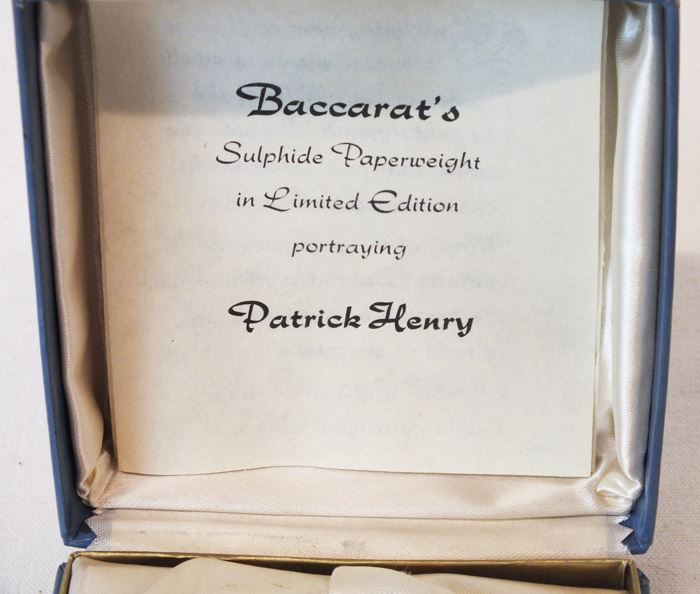 Baccarat's
Sulphide Paperweight
in Limited Edition
portraying
Patrick Henry